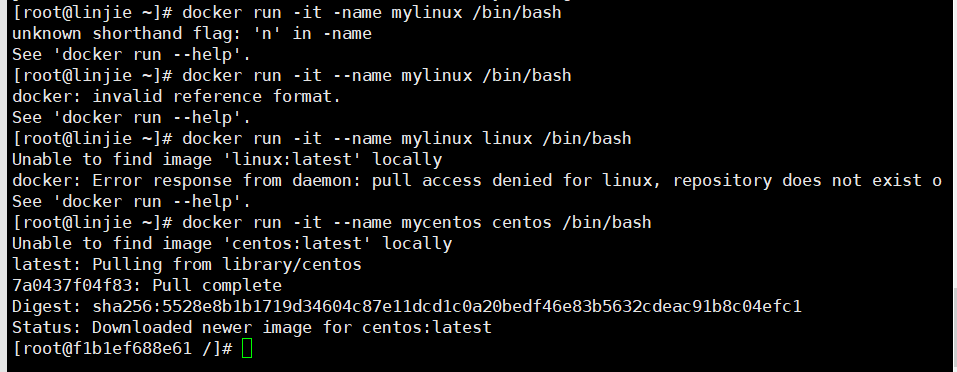 [root@linjie ~]# docker run -it -name mylinux /bin/bash
unknown shorthand flag: 'n' in -name
See 'docker run --help'.
[root@linjie ~]# docker run -it --name mylinux /bin/bash
docker: invalid reference format.
See 'docker run --help'.
[root@linjie ~]# docker run -it --name mylinux linux /bin/bash
Unable to find image 'linux:latest' locally
docker: Error response from daemon: pull access denied for linux, repository does not exist o
See 'docker run --help'.
[root@linjie ~]# docker run -it --name mycentos centos /bin/bash
Unable to find image 'centos:latest' locally
latest: Pulling from library/centos
7a0437f04f83: Pull complete
Digest: sha256:5528e8b1b1719d34604c87e11dcd1c0a20bedf46e83b5632cdeac91b8c04efc1
Status: Downloaded newer image for centos:latest
[root@f1b1ef688e61 /]#